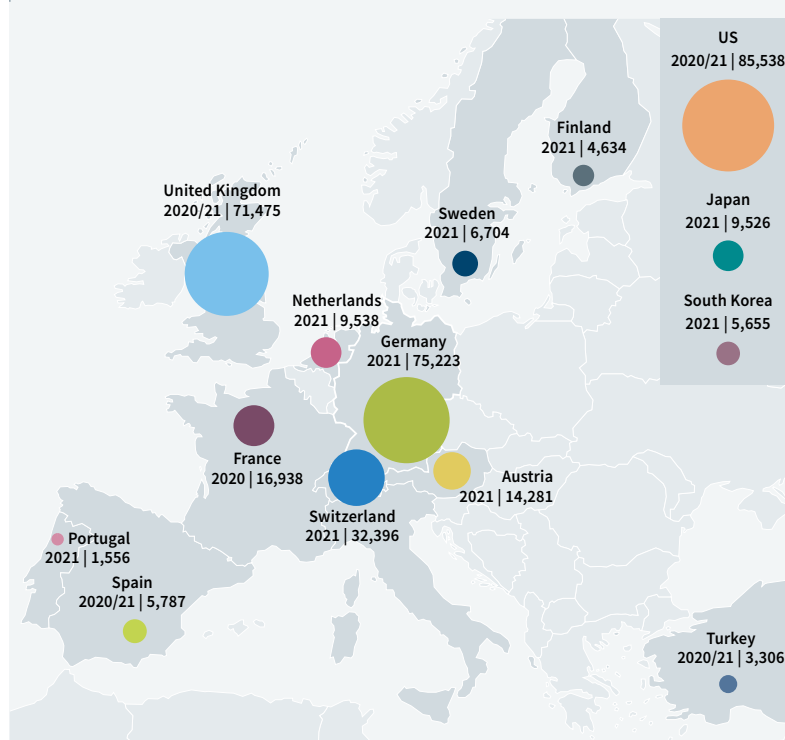 US
2020/21 | 85,538
Finland
2021 | 4,634
United Kingdom
2020/21 | 71,475
Japan
2021 | 9,526
Sweden
2021 | 6,704
Netherlands
2021 | 9,538
South Korea
2021 | 5,655
Germany
2021 | 75,223
France
2020 | 16,938
Austria
2021 | 14,281
Switzerland
2021 | 32,396
Portugal
2021 | 1,556
Spain
2020/21 | 5,787
Turkey
2020/21 | 3,306